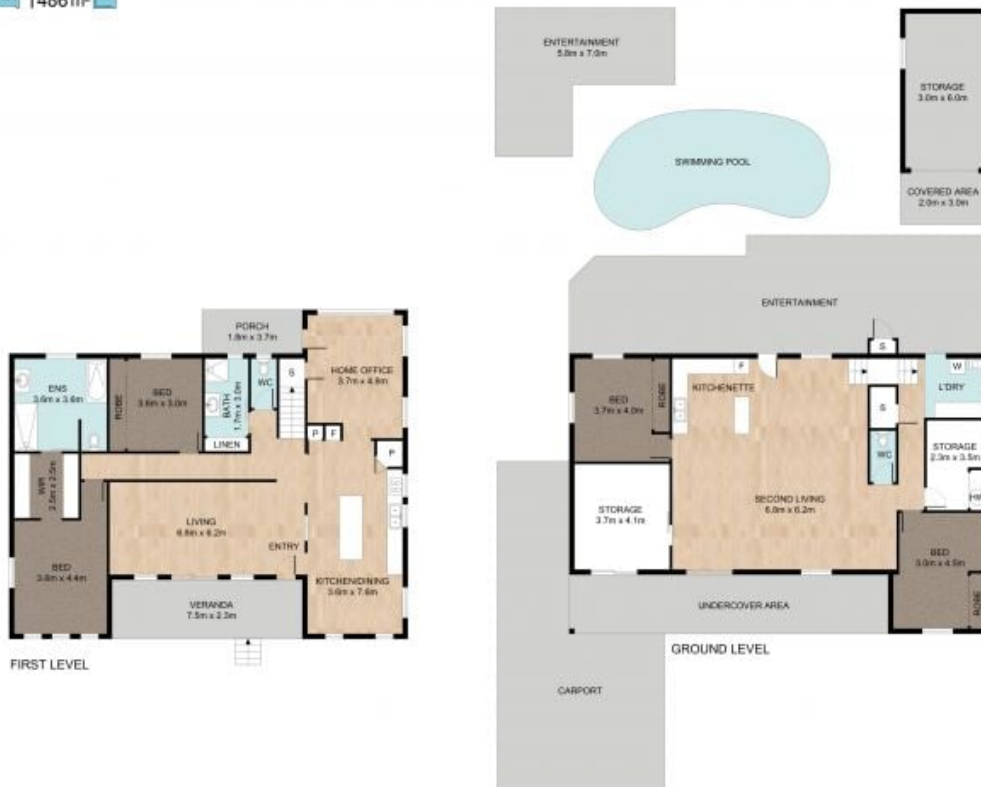 1486m²
ENTERTAINMENT
5.8m x 7.0m
STORAGE
3.0m x 6.0m
SWIMMING POOL
COVERED AREA
2.0m x 3.0m
ENTERTAINMENT
PORCH
1.8m x 3.7m
HOME OFFICE
3.7m x 4.8m
ENS
3.6m x 3.6m
ROBE
BED
3.6m x 3.0m
BATH
1.7m x 3.0m
WC
S
LINEN
P
F
P
WIR
2.5m x 2.5m
LIVING
6.8m x 6.2m
ENTRY
BED
3.8m x 4.4m
KITCHEN/DINING
3.6m x 7.6m
VERANDA
7.5m x 2.3m
FIRST LEVEL
S
BED
3.7m x 4.0m
ROBE
KITCHENETTE
F
S
W
L'DRY
WC
STORAGE
2.3m x 3.5m
HW
STORAGE
3.7m x 4.1m
SECOND LIVING
6.8m x 6.2m
BED
3.0m x 4.5m
ROBE
UNDERCOVER AREA
GROUND LEVEL
CARPORT